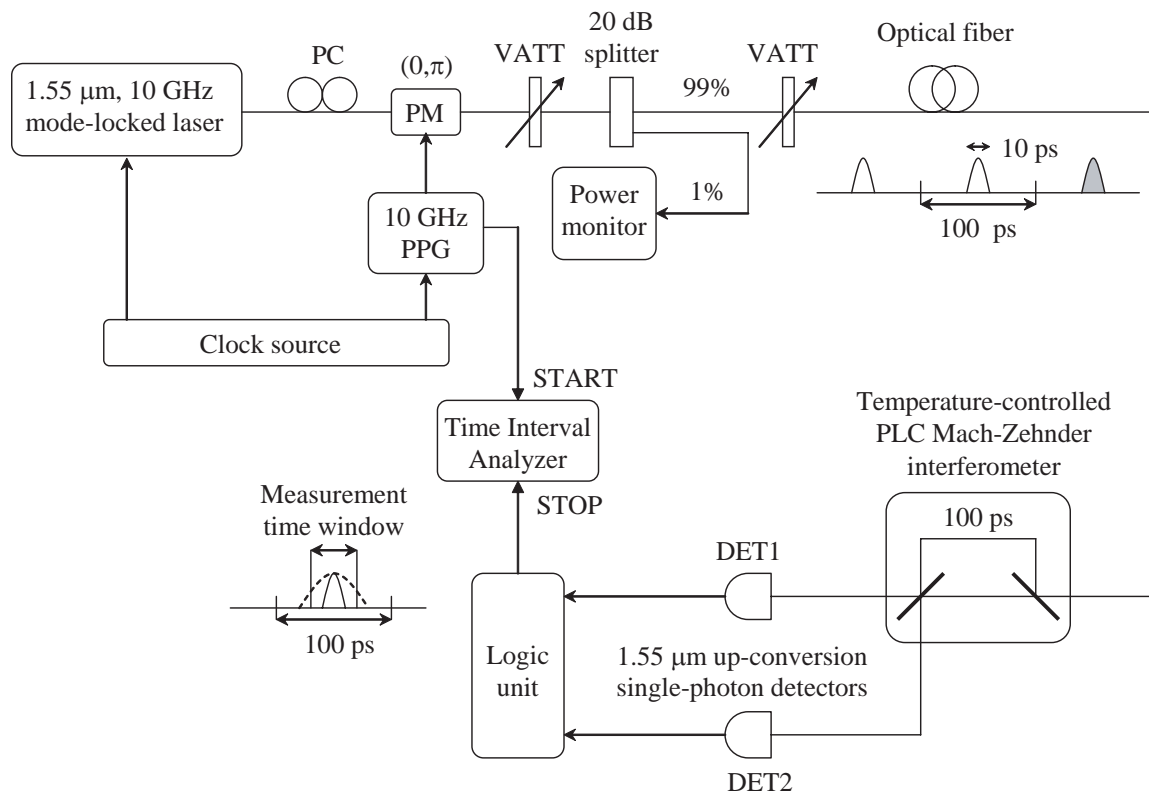 20 dB
splitter
PC
VATT
VATT
Optical fiber
(0,π)
1.55 μm, 10 GHz
mode-locked laser
PM
99%
10 ps
1%
Power
monitor
100 ps
10 GHz
PPG
Clock source
START
Time Interval
Analyzer
STOP
Temperature-controlled
PLC Mach-Zehnder
interferometer
100 ps
Measurement
time window
100 ps
DET1
Logic
unit
1.55 μm up-conversion
single-photon detectors
DET2